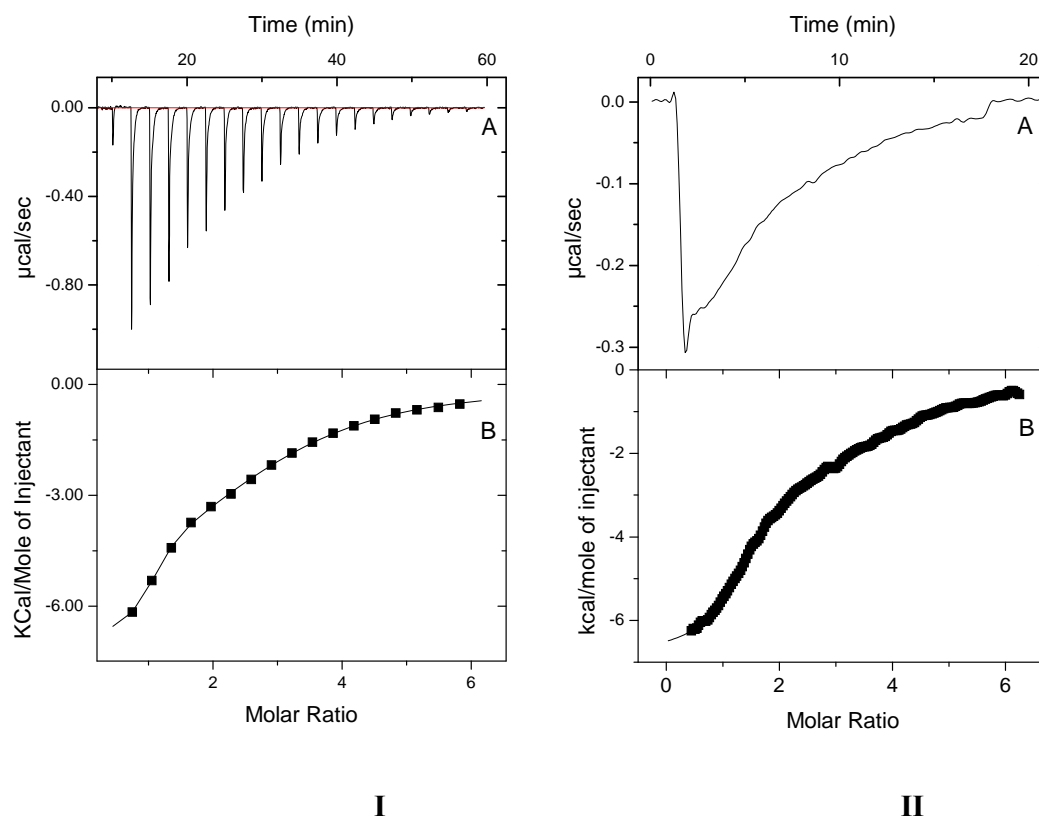 Time (min)
20 40 60
0.00
-0.40
-0.80
µcal/sec
A
0.00
-3.00
-6.00
KCal/Mole of Injectant
B
2 4 6
Molar Ratio
I
Time (min)
0 10 20
0.0
-0.1
-0.2
-0.3
µcal/sec
A
0
-2
-4
-6
kcal/mole of injectant
B
0 2 4 6
Molar Ratio
II